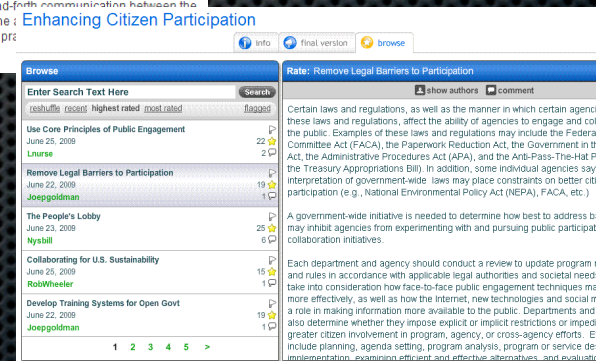 nd-forth communication between the
Enhancing Citizen Participation
info
final version
browse
Browse
Enter Search Text Here
Search
reshuffle recent highest rated most rated flagged
Use Core Principles of Public Engagement
June 25, 2009 22
Lnurse 2
Remove Legal Barriers to Participation
June 22, 2009 19
Joepgoldman 1
The People's Lobby
June 23, 2009 25
Nysbill 6
Collaborating for U.S. Sustainability
June 25, 2009 15
RobWheeler 1
Develop Training Systems for Open Govt
June 22, 2009 19
Joepgoldman 1
1 2 3 4 5 >
Rate: Remove Legal Barriers to Participation
show authors comment
Certain laws and regulations, as well as the manner in which certain agenci
these laws and regulations, affect the ability of agencies to engage and col
the public. Examples of these laws and regulations may include the Federa
Committee Act (FACA), the Paperwork Reduction Act, the Government in th
Act, the Administrative Procedures Act (APA), and the Anti-Pass-The-Hat P
the Treasury Appropriations Bill). In addition, some individual agencies say
interpretation of government-wide laws may place constraints on better citi
participation (e.g., National Environmental Policy Act (NEPA), FACA, etc.)
A government-wide initiative is needed to determine how best to address ba
may inhibit agencies from experimenting with and pursuing public participat
collaboration initiatives.
Each department and agency should conduct a review to update program r
and rules in accordance with applicable legal authorities and societal needs
take into consideration how face-to-face public engagement techniques ma
more effectively, as well as how the Internet, new technologies and social m
a role in making information more available to the public. Departments and
also determine whether they impose explicit or implicit restrictions or impedi
greater citizen involvement in program, agency, or cross-agency efforts. E
include planning, agenda setting, program analysis, program or service des
implementation, examining efficient and effective alternatives, and evaluatin